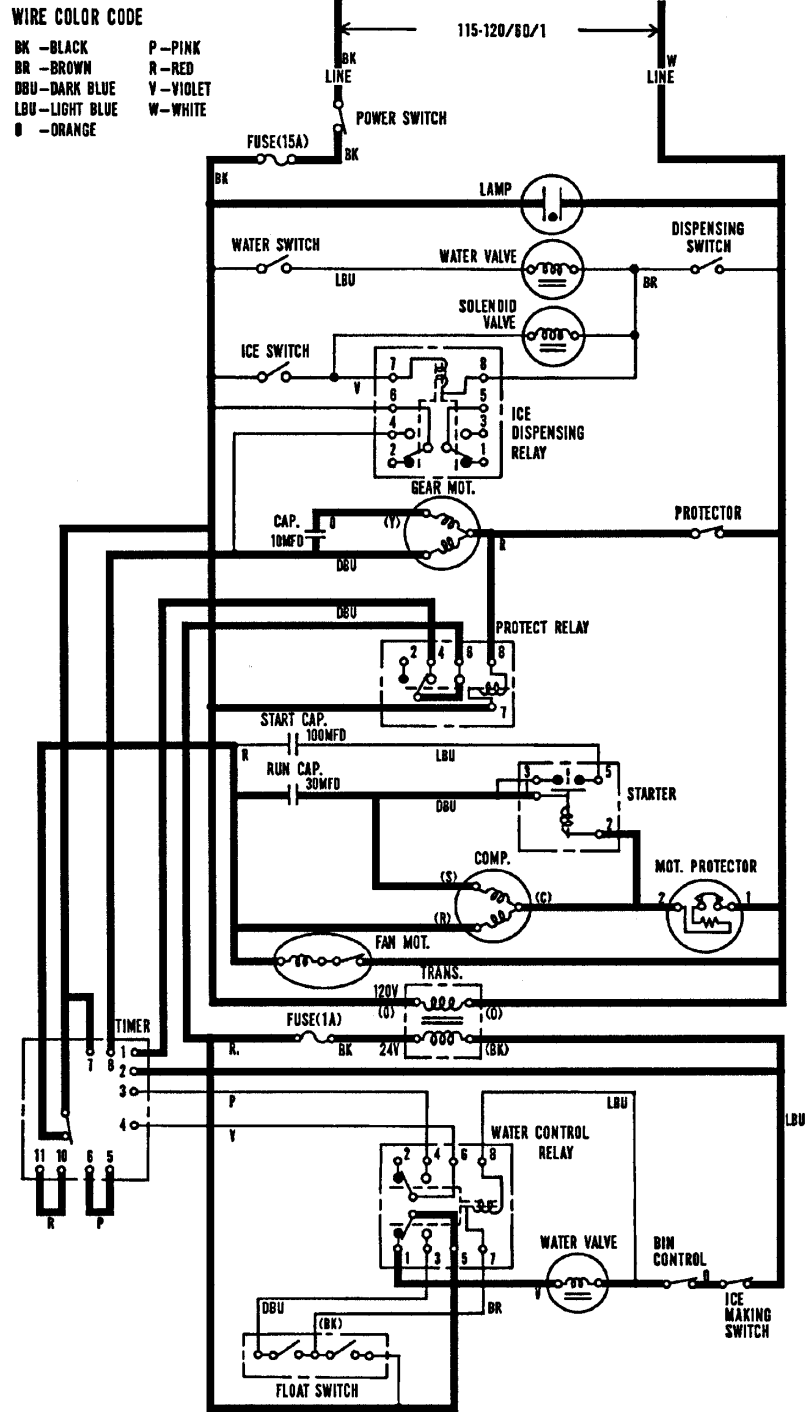 WIRE COLOR CODE
BK -BLACK P-PINK
BR -BROWN R-RED
DBU-DARK BLUE V-VIOLET
LBU-LIGHT BLUE W-WHITE
O -ORANGE
115-120/60/1
BK
LINE
W
LINE
POWER SWITCH
FUSE(15A)
BK
BK
LAMP
WATER SWITCH
LBU
WATER VALVE
DISPENSING
SWITCH
BR
SOLENOID
VALVE
ICE SWITCH
V
7 8
6 5
4 3
2 1
ICE
DISPENSING
RELAY
GEAR MOT.
CAP.
10MFD
O
(Y)
DBU
R
PROTECTOR
DBU
PROTECT RELAY
2 4 6 8
7
START CAP.
100MFD
R
LBU
RUN CAP.
30MFD
DBU
3 5
2
STARTER
COMP.
(S)
(R)
(C)
MOT. PROTECTOR
2 1
FAN MOT.
TRANS.
120V
(O) (O)
FUSE(1A)
R.
BK
24V
(BK)
TIMER
7 8 1
2
3
4
P
V
11 10 6 5
R P
LBU
LBU
WATER CONTROL
RELAY
2 4 6 8
1 3 5 7
WATER VALVE
V
BIN
CONTROL
O
ICE
MAKING
SWITCH
DBU
(BK)
BR
FLOAT SWITCH